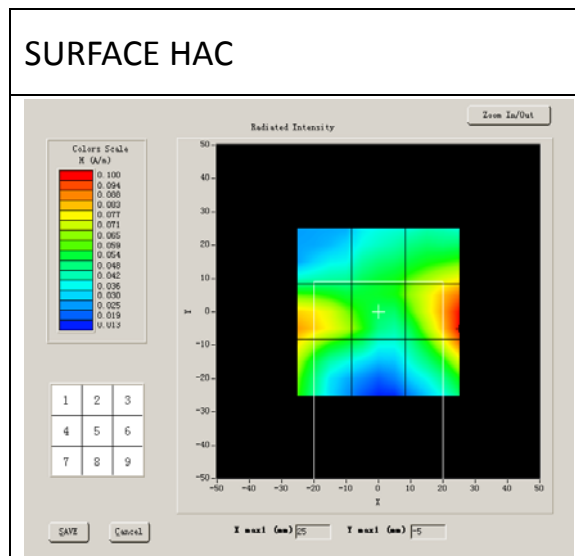 SURFACE HAC
Zoom In/Out
Radiated Intensity
Colors Scale
H (A/m)
0.100
0.094
0.088
0.083
0.077
0.071
0.065
0.059
0.054
0.048
0.042
0.036
0.030
0.025
0.019
0.013
50
40
30
20
10
0
-10
-20
-30
-40
-50
Y
-50 -40 -30 -20 -10 0 10 20 30 40 50
X
1 2 3
4 5 6
7 8 9
SAVE Cancel
X max1 (mm) 25 Y max1 (mm) -5